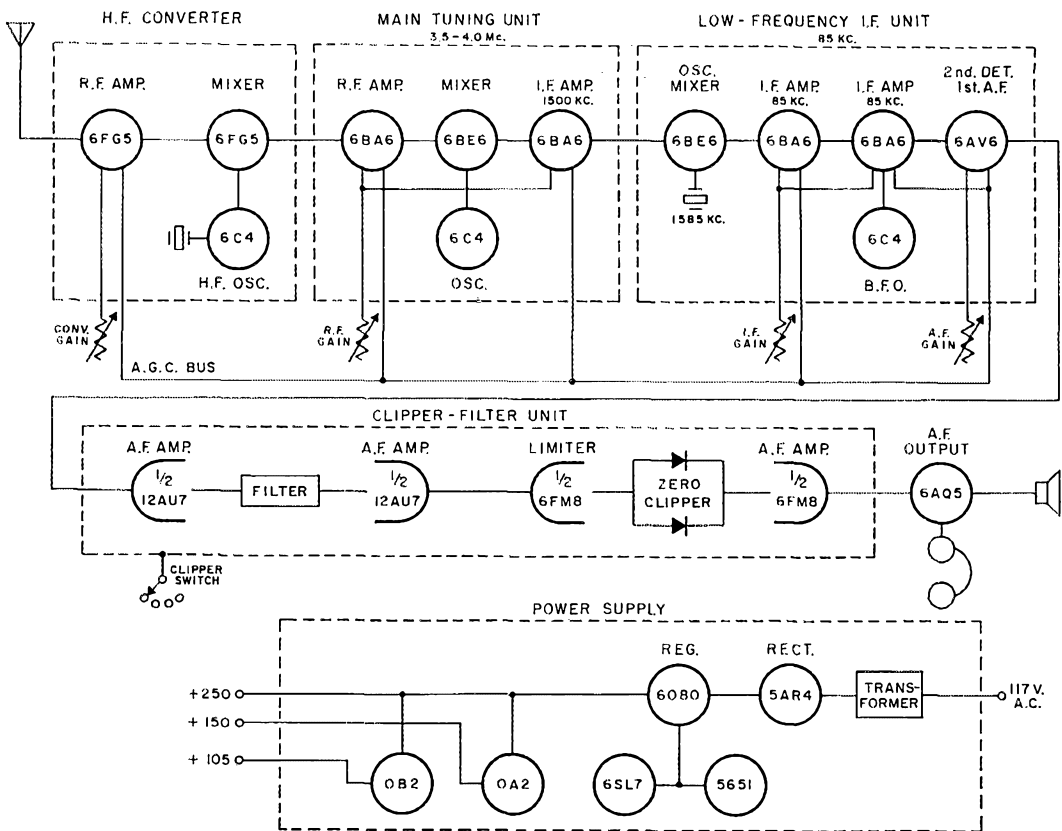 H.F. CONVERTER
R.F. AMP.
MIXER
6FG5
6FG5
6C4
H.F. OSC.
CONV.
GAIN
MAIN TUNING UNIT
3.5-4.0 Mc.
R.F. AMP.
MIXER
I.F. AMP
1500 KC.
6BA6
6BE6
6BA6
6C4
OSC.
R.F.
GAIN
LOW-FREQUENCY I.F. UNIT
85 KC.
OSC.
MIXER
I.F. AMP
85 KC.
I.F. AMP
85 KC.
2nd. DET.
1st. A.F.
6BE6
6BA6
6BA6
6AV6
1585 KC.
6C4
B.F.O.
I.F.
GAIN
A.F.
GAIN
A.G.C. BUS
CLIPPER-FILTER UNIT
A.F. AMP.
1/2
12AU7
FILTER
A.F. AMP.
1/2
12AU7
LIMITER
1/2
6FM8
ZERO
CLIPPER
A.F. AMP.
1/2
6FM8
A.F.
OUTPUT
6AQ5
CLIPPER
SWITCH
POWER SUPPLY
REG.
RECT.
+250
6080
5AR4
TRANS-
FORMER
117 V.
A.C.
+150
+105
0B2
0A2
6SL7
5651